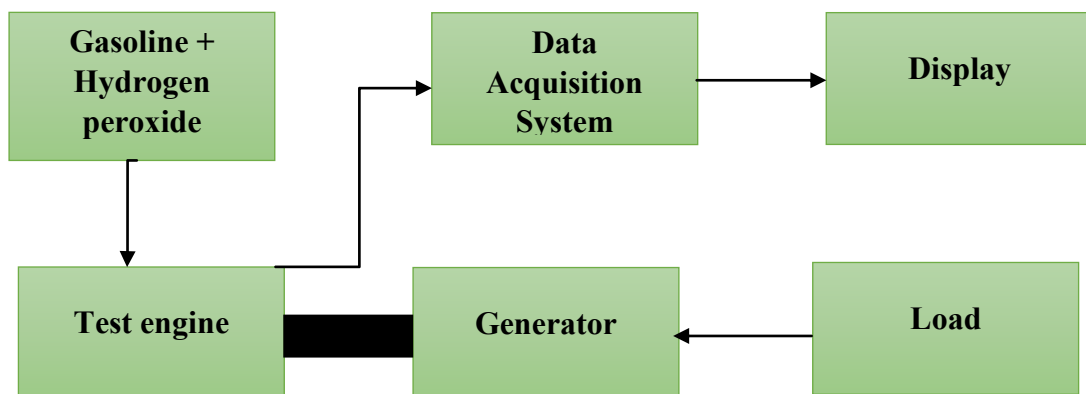 Gasoline +
Hydrogen
peroxide
Data
Acquisition
System
Display
Test engine
Generator
Load